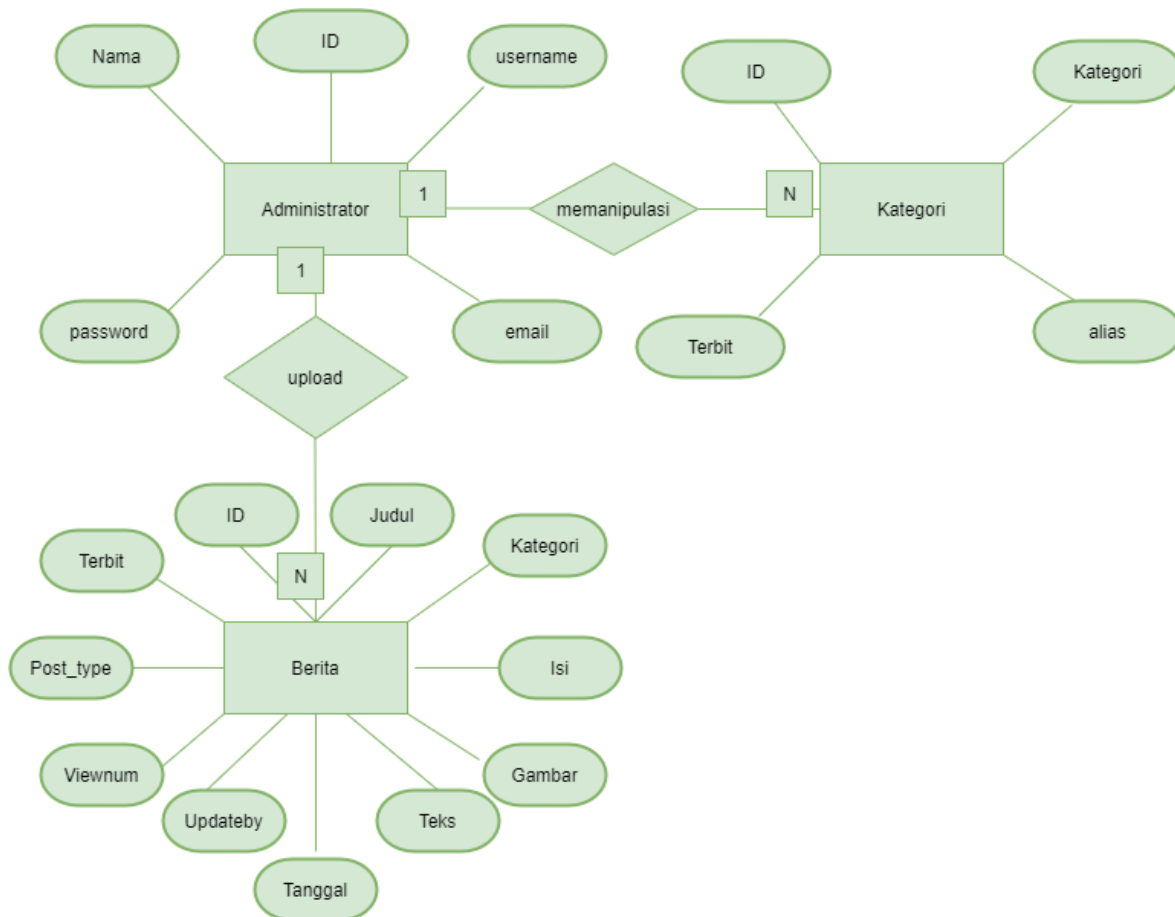 ID
Nama
username
ID
Kategori
Administrator
1
memanipulasi
N
Kategori
1
password
email
Terbit
alias
upload
ID
Judul
Kategori
Terbit
N
Post_type
Berita
Isi
Viewnum
Gambar
Updateby
Teks
Tanggal